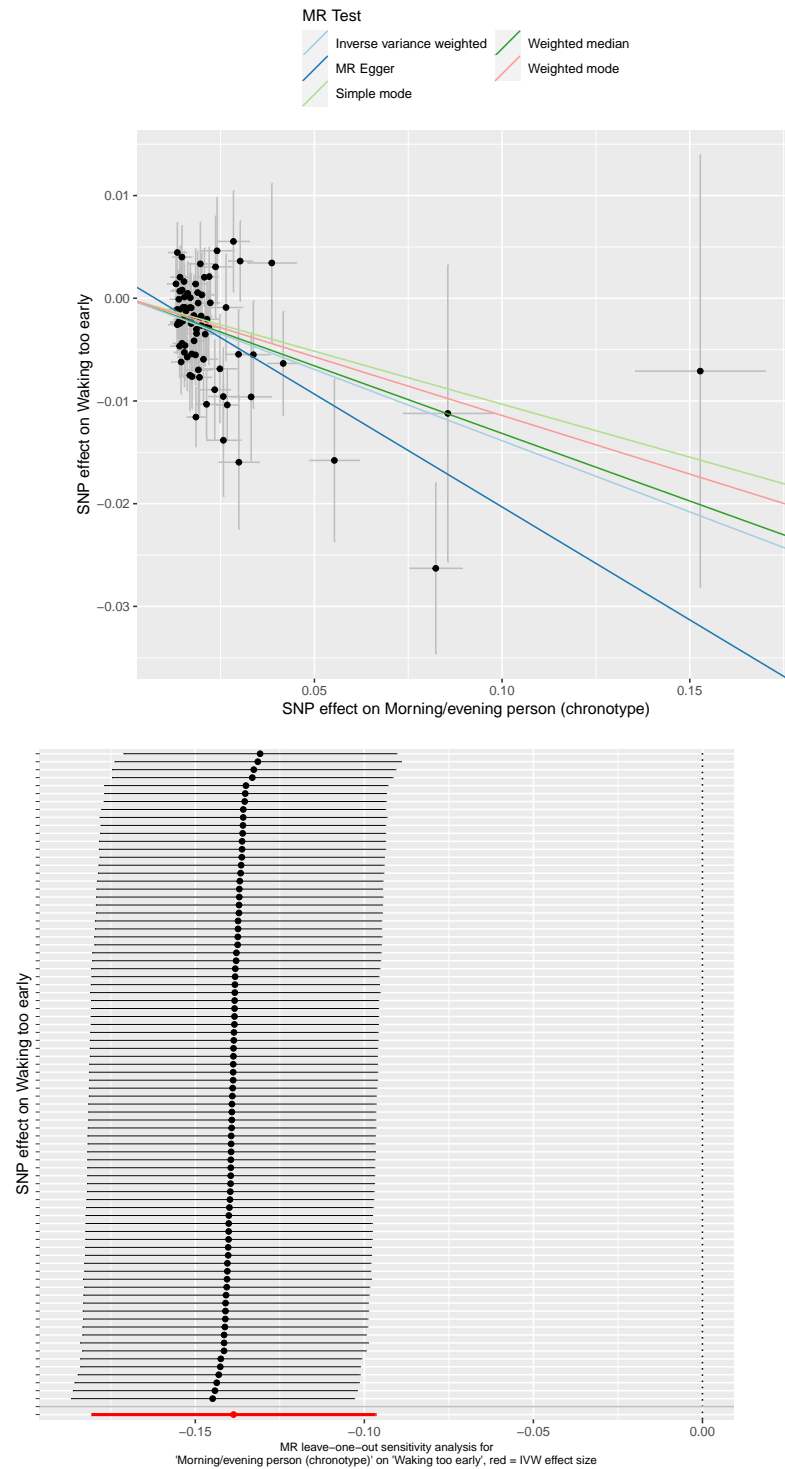 MR Test
Inverse variance weighted
MR Egger
Simple mode
Weighted median
Weighted mode
0.01
0.00
−0.01
−0.02
−0.03
SNP effect on Waking too early
0.05
0.10
0.15
SNP effect on Morning/evening person (chronotype)
SNP effect on Waking too early
−0.15
−0.10
−0.05
0.00
MR leave−one−out sensitivity analysis for
'Morning/evening person (chronotype)' on 'Waking too early', red = IVW effect size